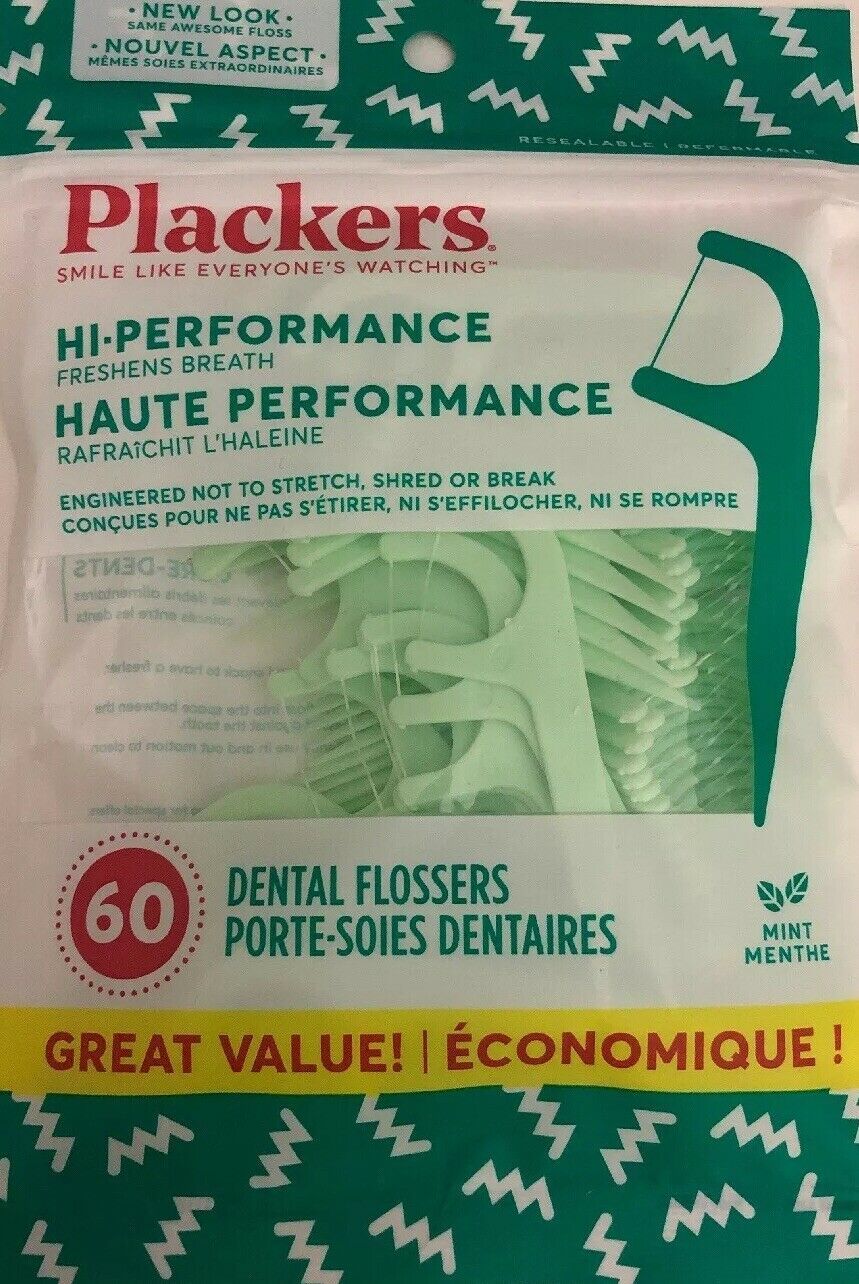 • NEW LOOK •
SAME AWESOME FLOSS
• NOUVEL ASPECT •
MÊMES SOIES EXTRAORDINAIRES
RESEALABLE | REFERMABLE
Plackers®
SMILE LIKE EVERYONE'S WATCHING™
HI-PERFORMANCE
FRESHENS BREATH
HAUTE PERFORMANCE
RAFRAîCHIT L'HALEINE
ENGINEERED NOT TO STRETCH, SHRED OR BREAK
CONÇUES POUR NE PAS S'ÉTIRER, NI S'EFFILOCHER, NI SE ROMPRE
60
DENTAL FLOSSERS
PORTE-SOIES DENTAIRES
MINT
MENTHE
GREAT VALUE! | ÉCONOMIQUE !